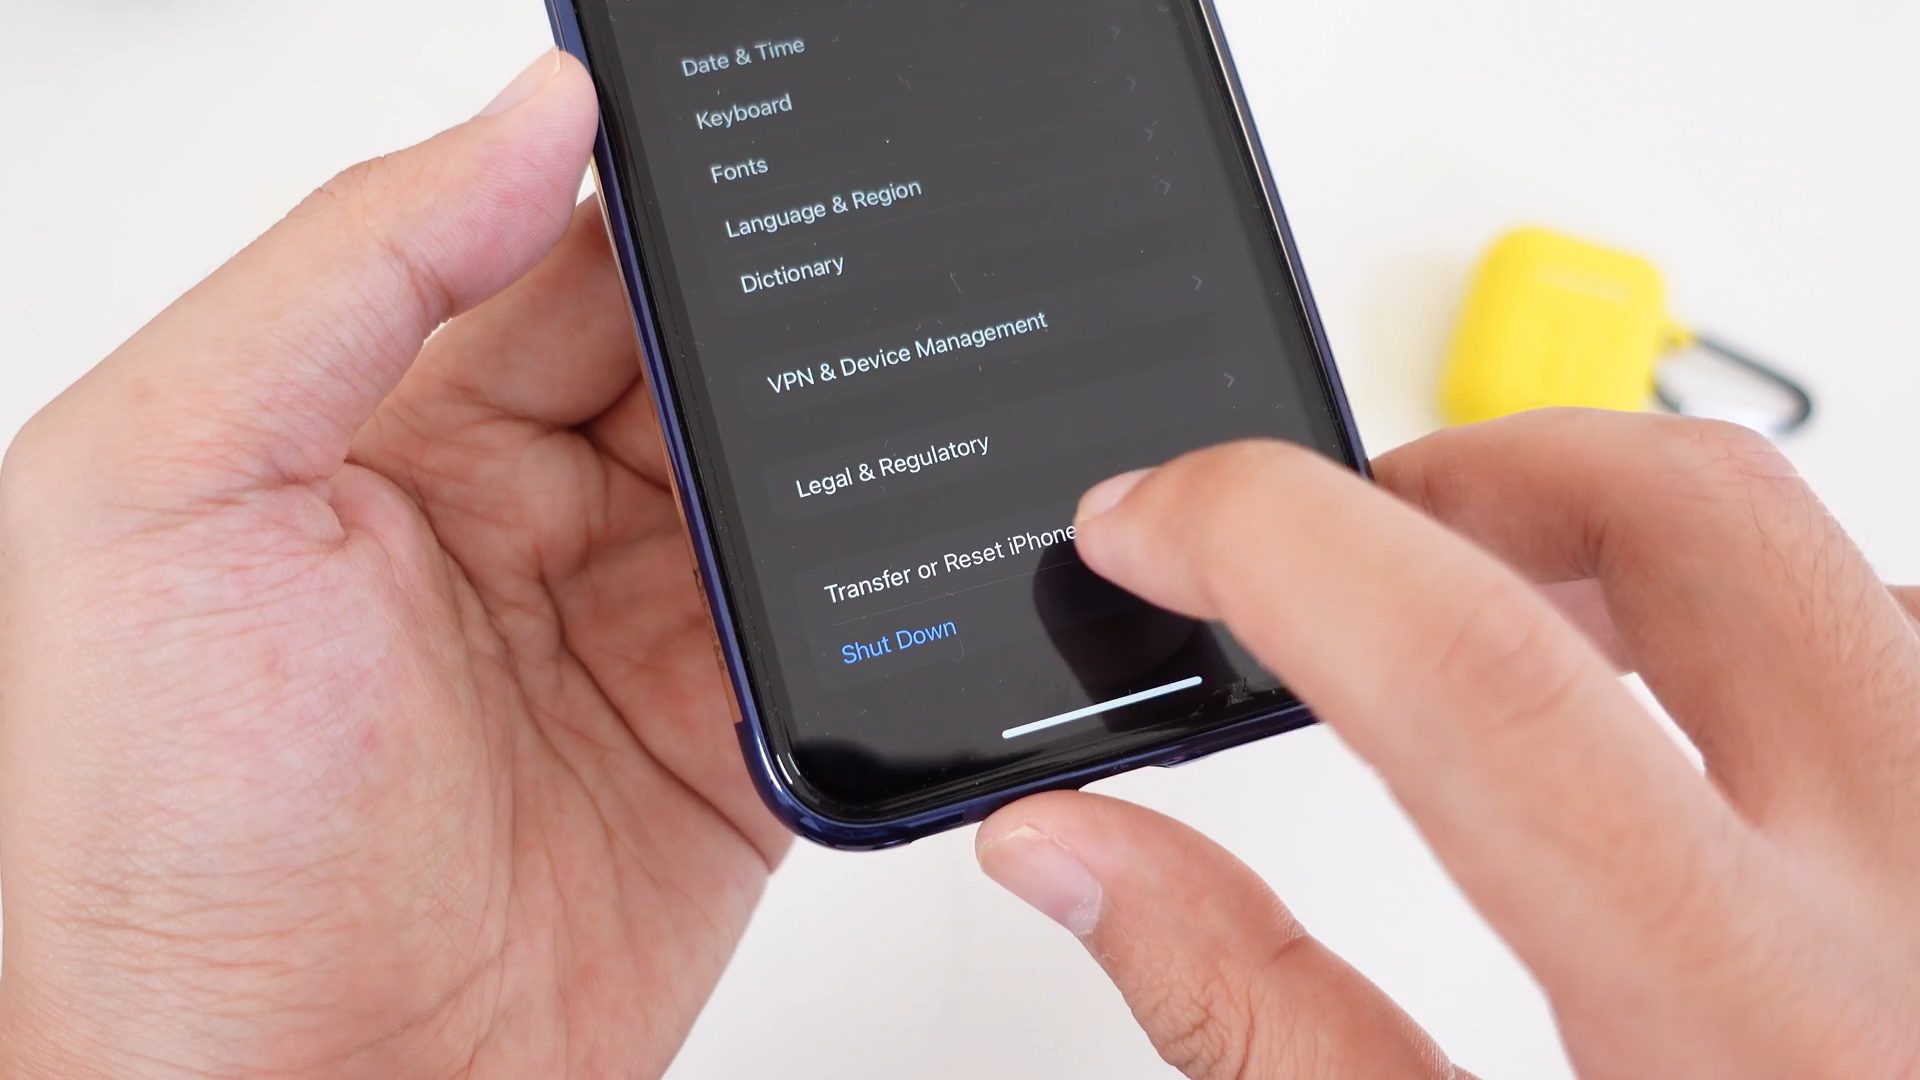 Date & Time
Keyboard
Fonts
Language & Region
Dictionary
VPN & Device Management
Legal & Regulatory
Transfer or Reset iPhone
Shut Down